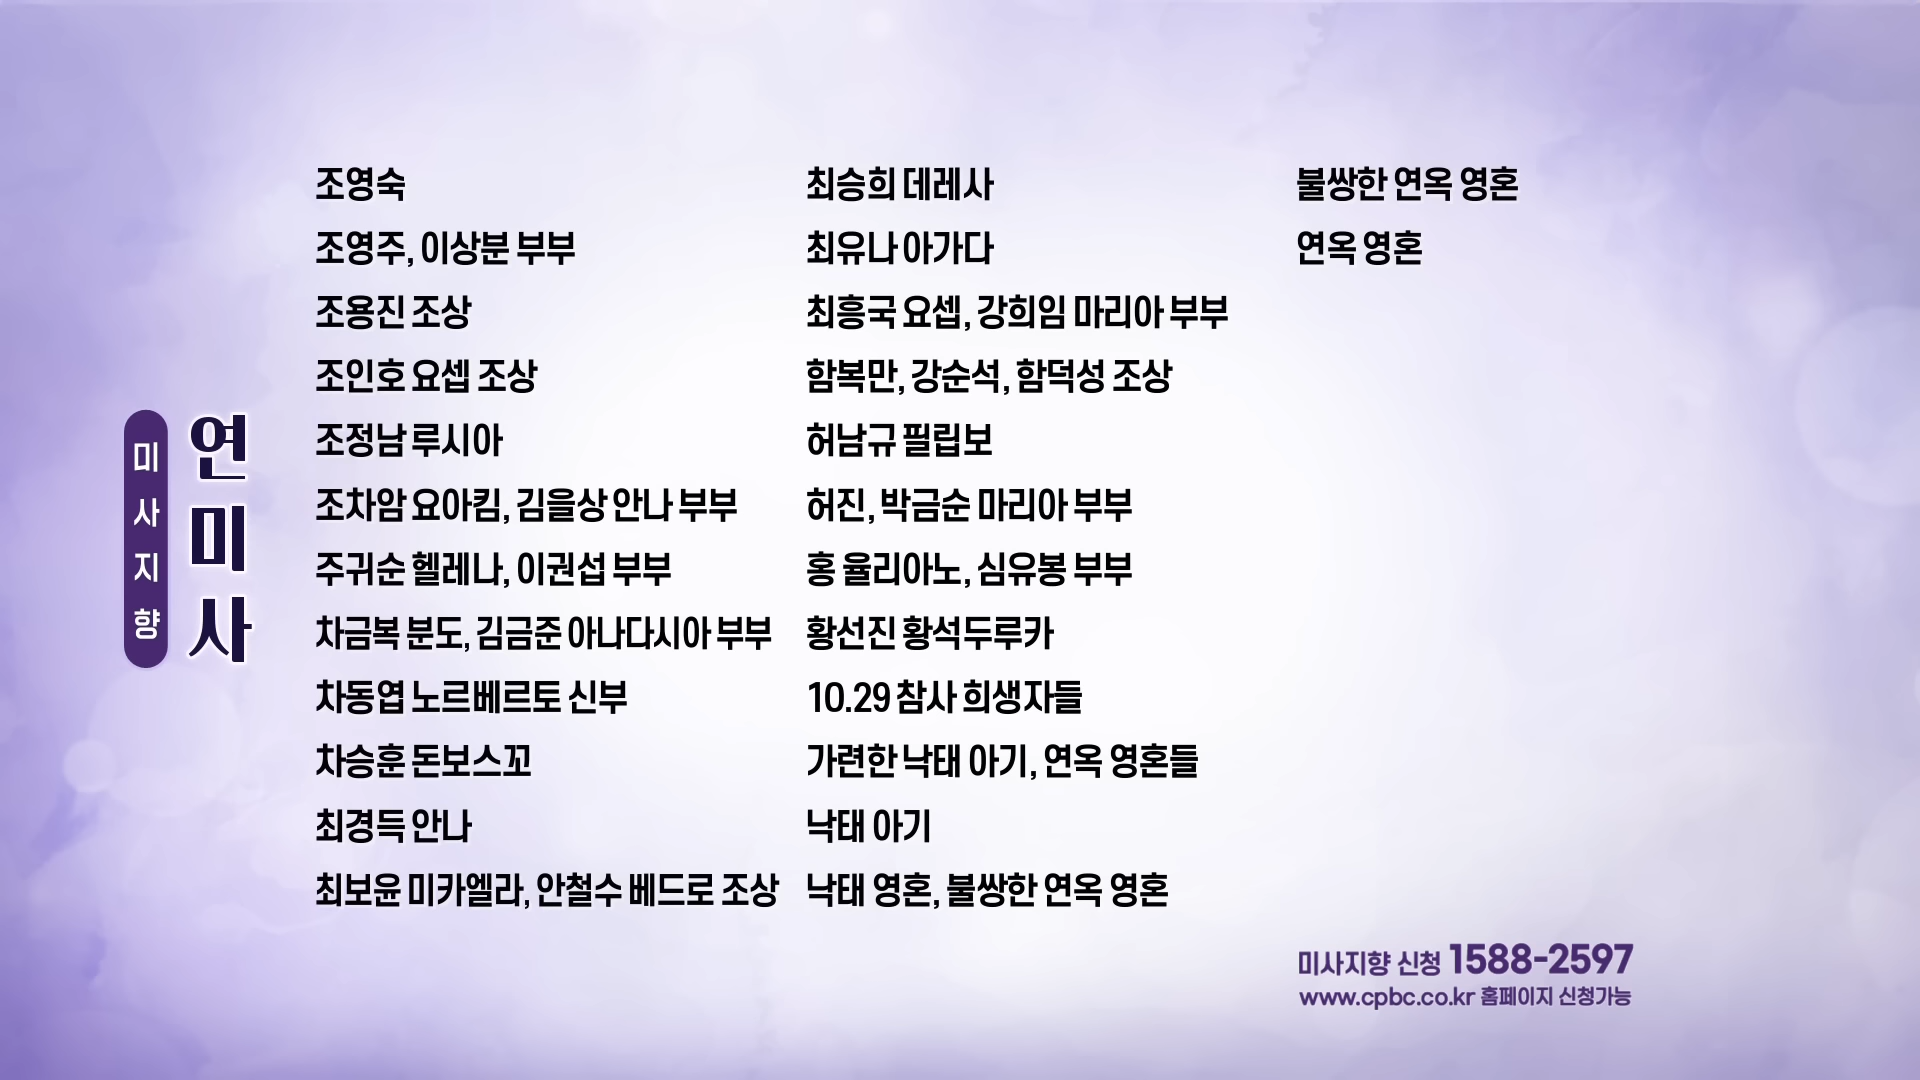 미사지향
연미사
조영숙
조영주, 이상분 부부
조용진 조상
조인호 요셉 조상
조정남 루시아
조차암 요아킴, 김을상 안나 부부
주귀순 헬레나, 이권섭 부부
차금복 분도, 김금준 아나다시아 부부
차동엽 노르베르토 신부
차승훈 돈보스꼬
최경득 안나
최보윤 미카엘라, 안철수 베드로 조상
최승희 데레사
최유나 아가다
최흥국 요셉, 강희임 마리아 부부
함복만, 강순석, 함덕성 조상
허남규 필립보
허진, 박금순 마리아 부부
홍 율리아노, 심유봉 부부
황선진 황석두루카
10.29 참사 희생자들
가련한 낙태 아기, 연옥 영혼들
낙태 아기
낙태 영혼, 불쌍한 연옥 영혼
불쌍한 연옥 영혼
연옥 영혼
미사지향 신청 1588-2597
www.cpbc.co.kr 홈페이지 신청가능